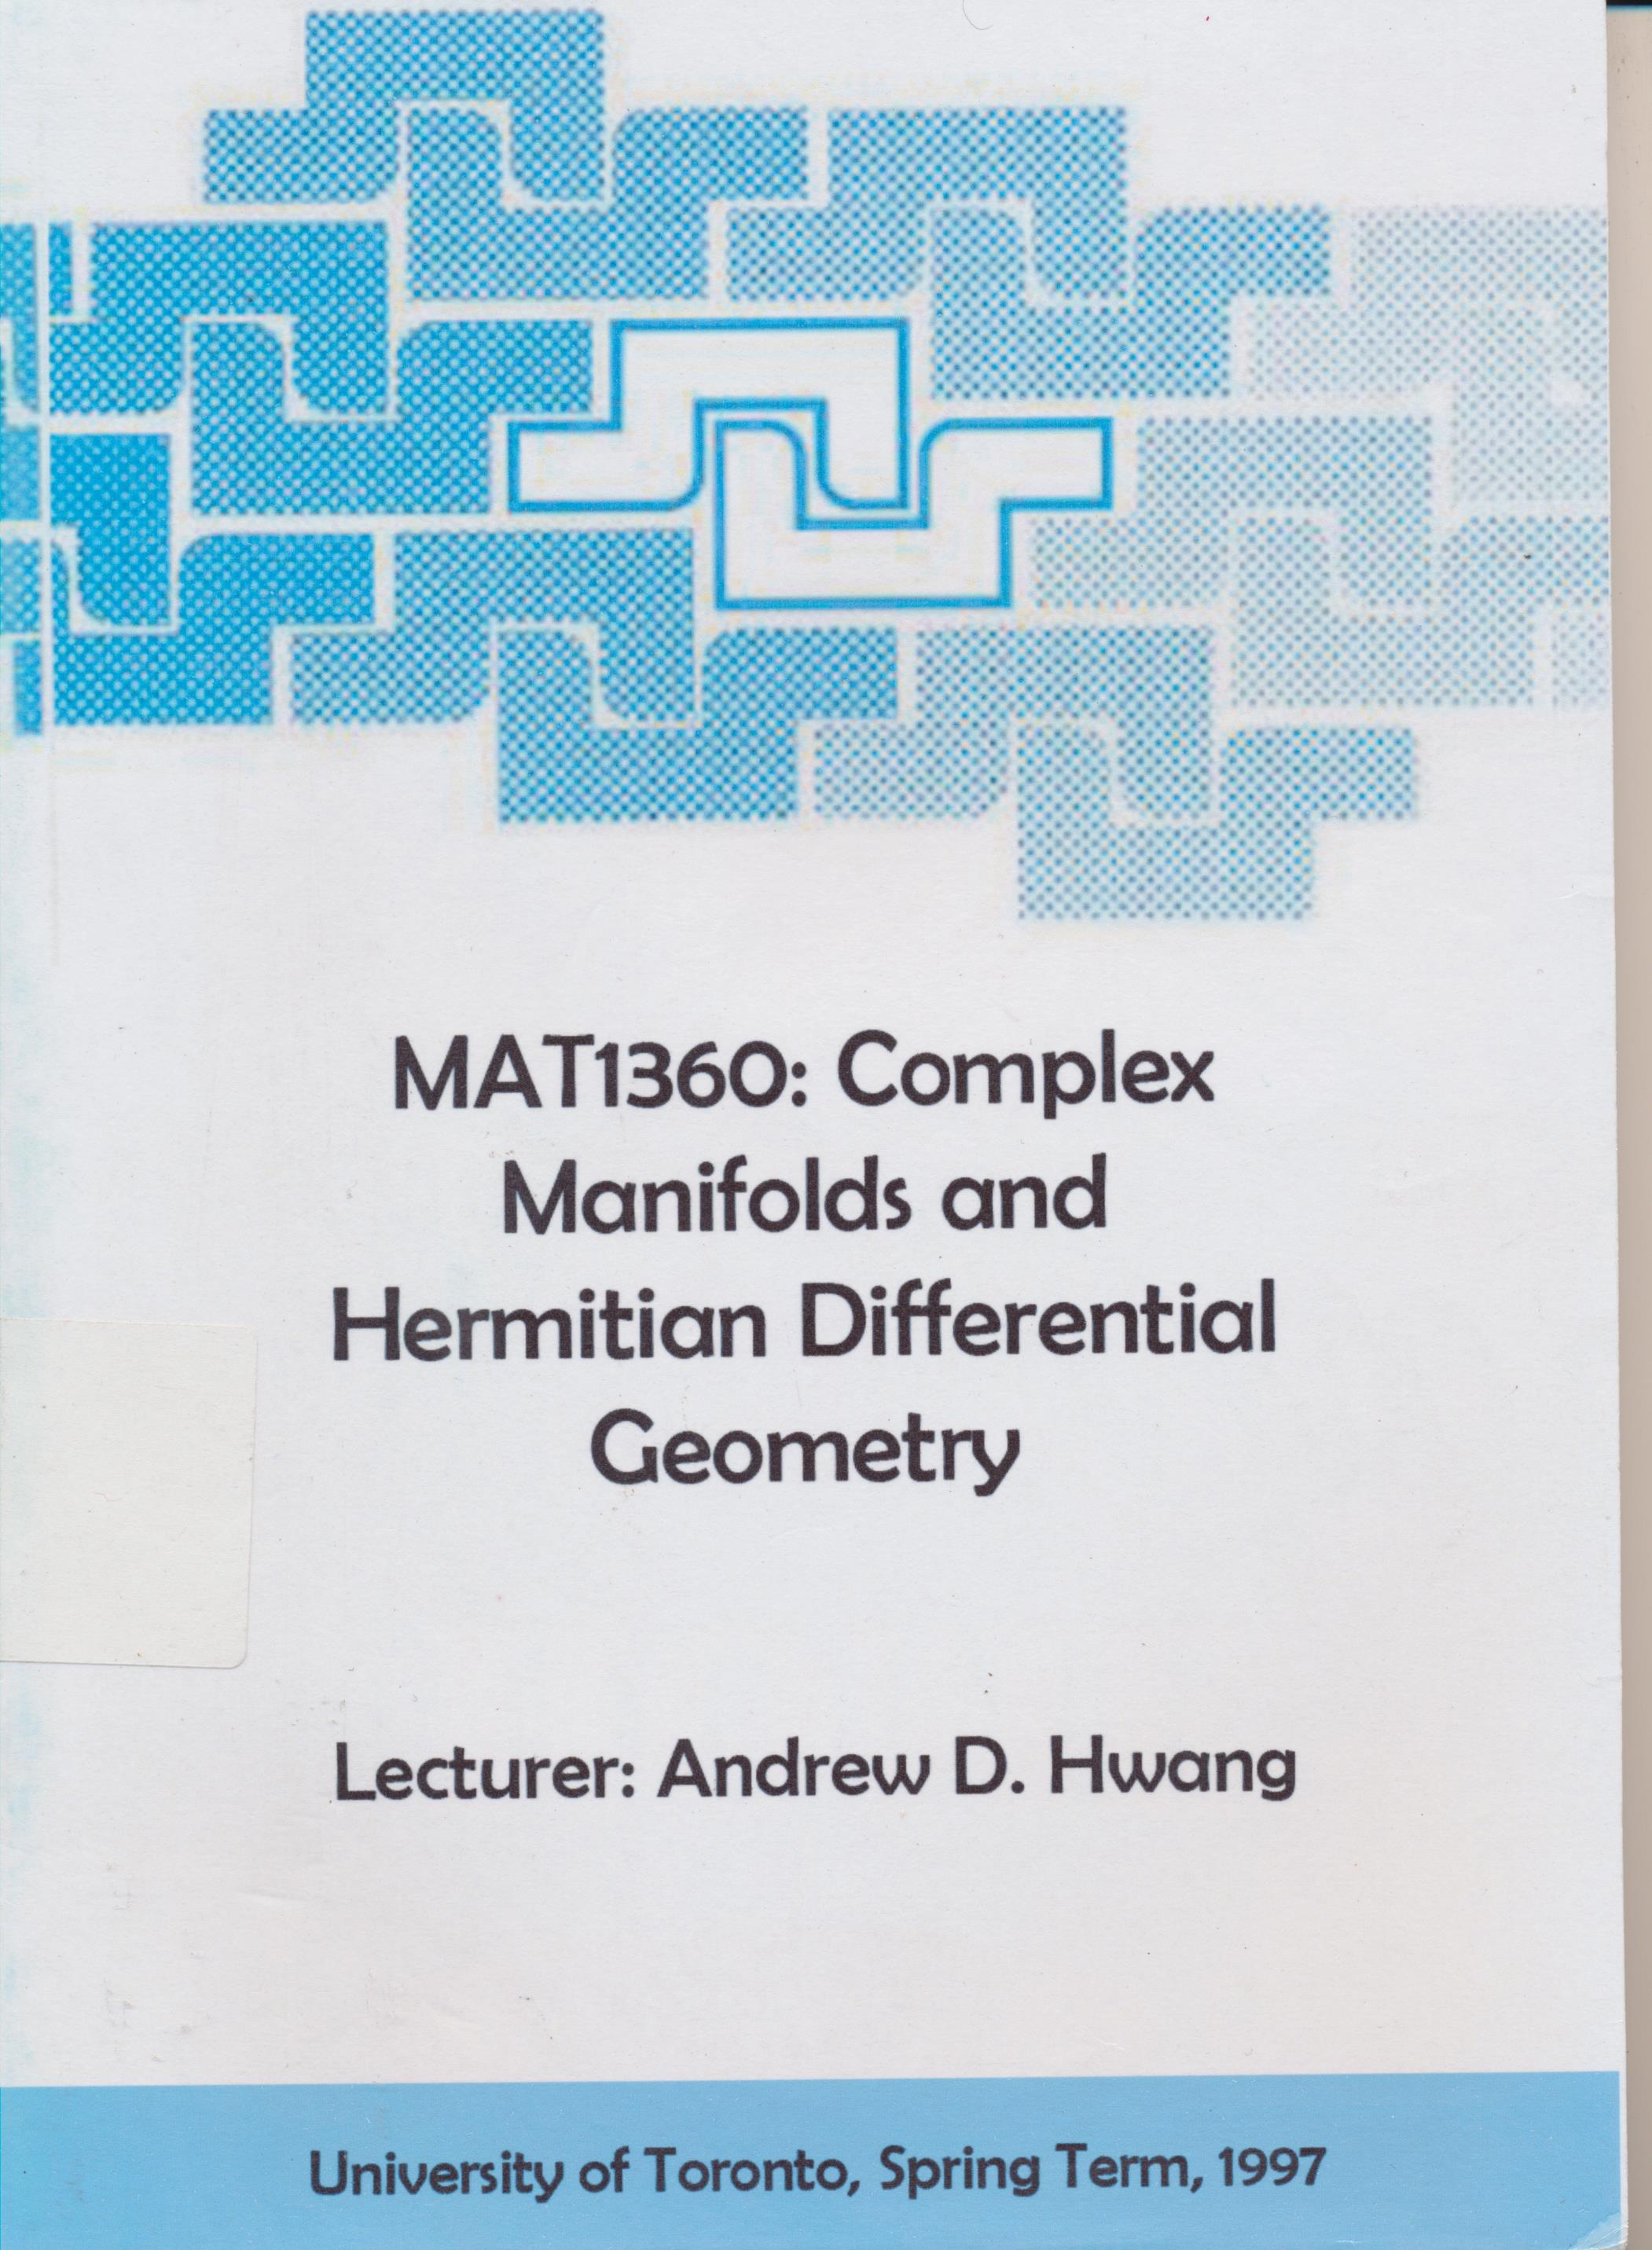 MAT1360: Complex
Manifolds and
Hermitian Differential
Geometry
Lecturer: Andrew D. Hwang
University of Toronto, Spring Term, 1997